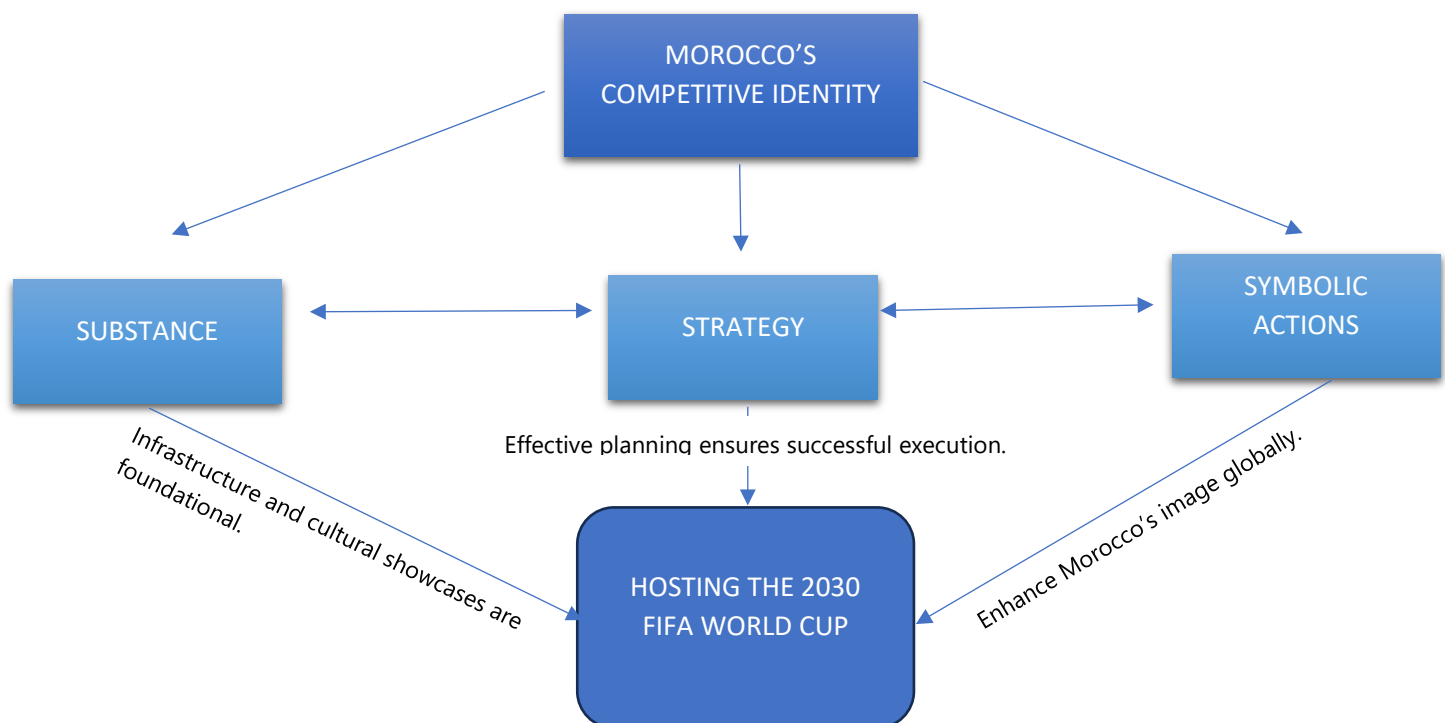 MOROCCO’S
COMPETITIVE IDENTITY
SUBSTANCE
STRATEGY
SYMBOLIC
ACTIONS
Infrastructure and cultural showcases are
foundational.
Effective planning ensures successful execution.
Enhance Morocco’s image globally.
HOSTING THE 2030
FIFA WORLD CUP